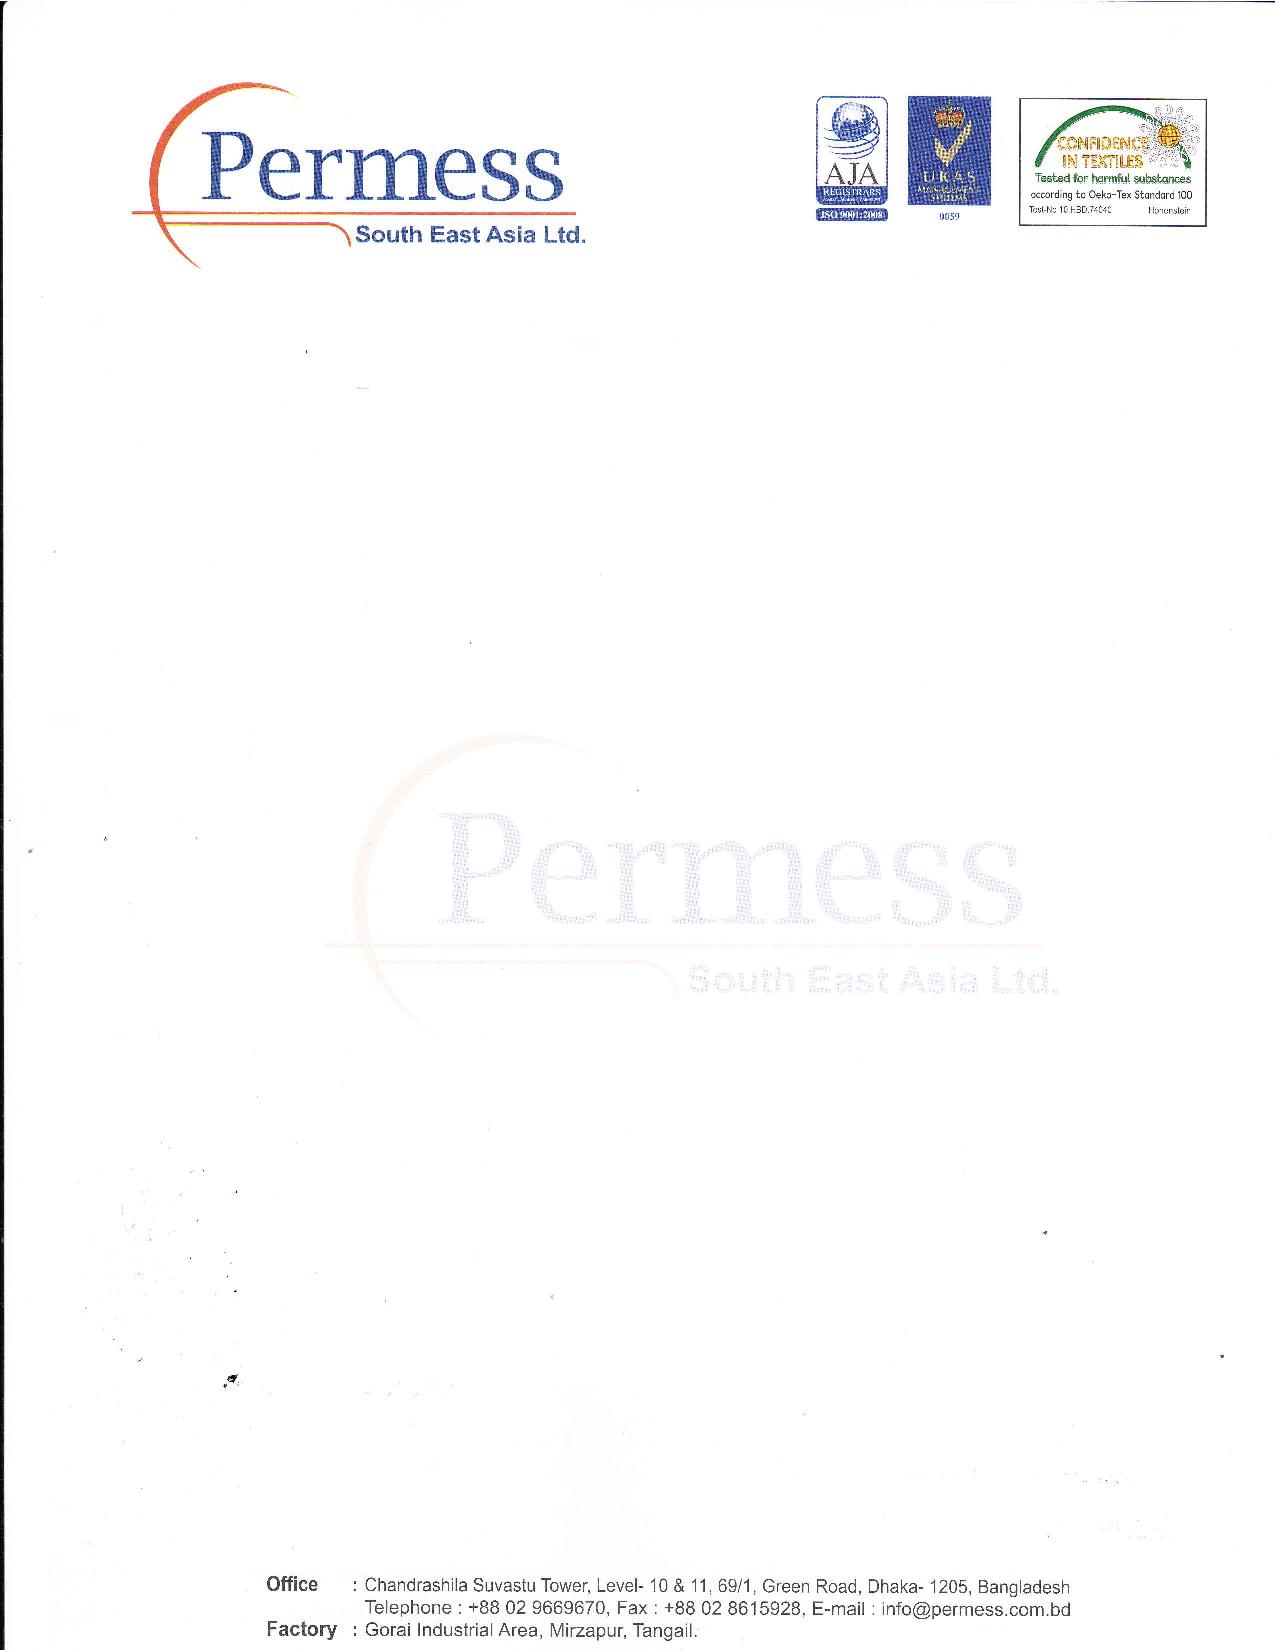 Permess
South East Asia Ltd.
AJA
REGISTRARS
ISO 9001:2008
UKAS
MANAGEMENT
SYSTEMS
0059
CONFIDENCE
IN TEXTILES
Tested for harmful substances
according to Oeko-Tex Standard 100
Test-No 10.HBD.74040 Hohenstein
Permess
South East Asia Ltd.
Office : Chandrashila Suvastu Tower, Level- 10 & 11, 69/1, Green Road, Dhaka- 1205, Bangladesh
Telephone : +88 02 9669670, Fax : +88 02 8615928, E-mail : info@permess.com.bd
Factory : Gorai Industrial Area, Mirzapur, Tangail.